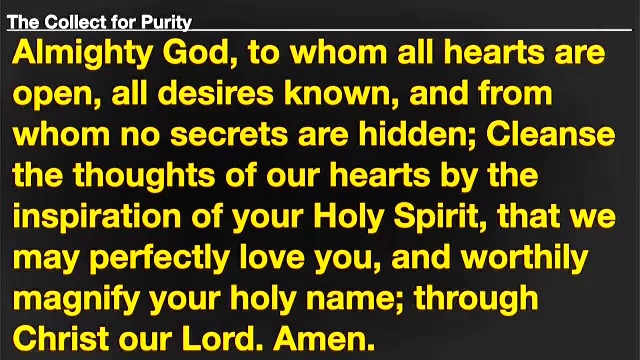 The Collect for Purity
Almighty God, to whom all hearts are
open, all desires known, and from
whom no secrets are hidden; Cleanse
the thoughts of our hearts by the
inspiration of your Holy Spirit, that we
may perfectly love you, and worthily
magnify your holy name; through
Christ our Lord. Amen.